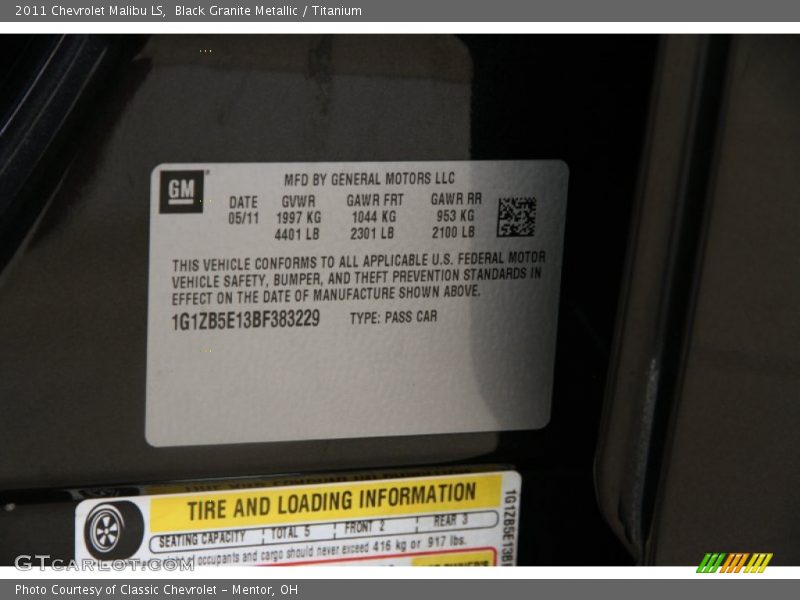 2011 Chevrolet Malibu LS, Black Granite Metallic / Titanium
GM
MFD BY GENERAL MOTORS LLC
DATE GVWR GAWR FRT GAWR RR
05/11 1997 KG 1044 KG 953 KG
4401 LB 2301 LB 2100 LB
THIS VEHICLE CONFORMS TO ALL APPLICABLE U.S. FEDERAL MOTOR
VEHICLE SAFETY, BUMPER, AND THEFT PREVENTION STANDARDS IN
EFFECT ON THE DATE OF MANUFACTURE SHOWN ABOVE.
1G1ZB5E13BF383229 TYPE: PASS CAR
TIRE AND LOADING INFORMATION
SEATING CAPACITY TOTAL 5 FRONT 2 REAR 3
occupants and cargo should never exceed 416 kg or 917 lbs.
1G1ZB5E13B
GTCarLot.com
Photo Courtesy of Classic Chevrolet - Mentor, OH